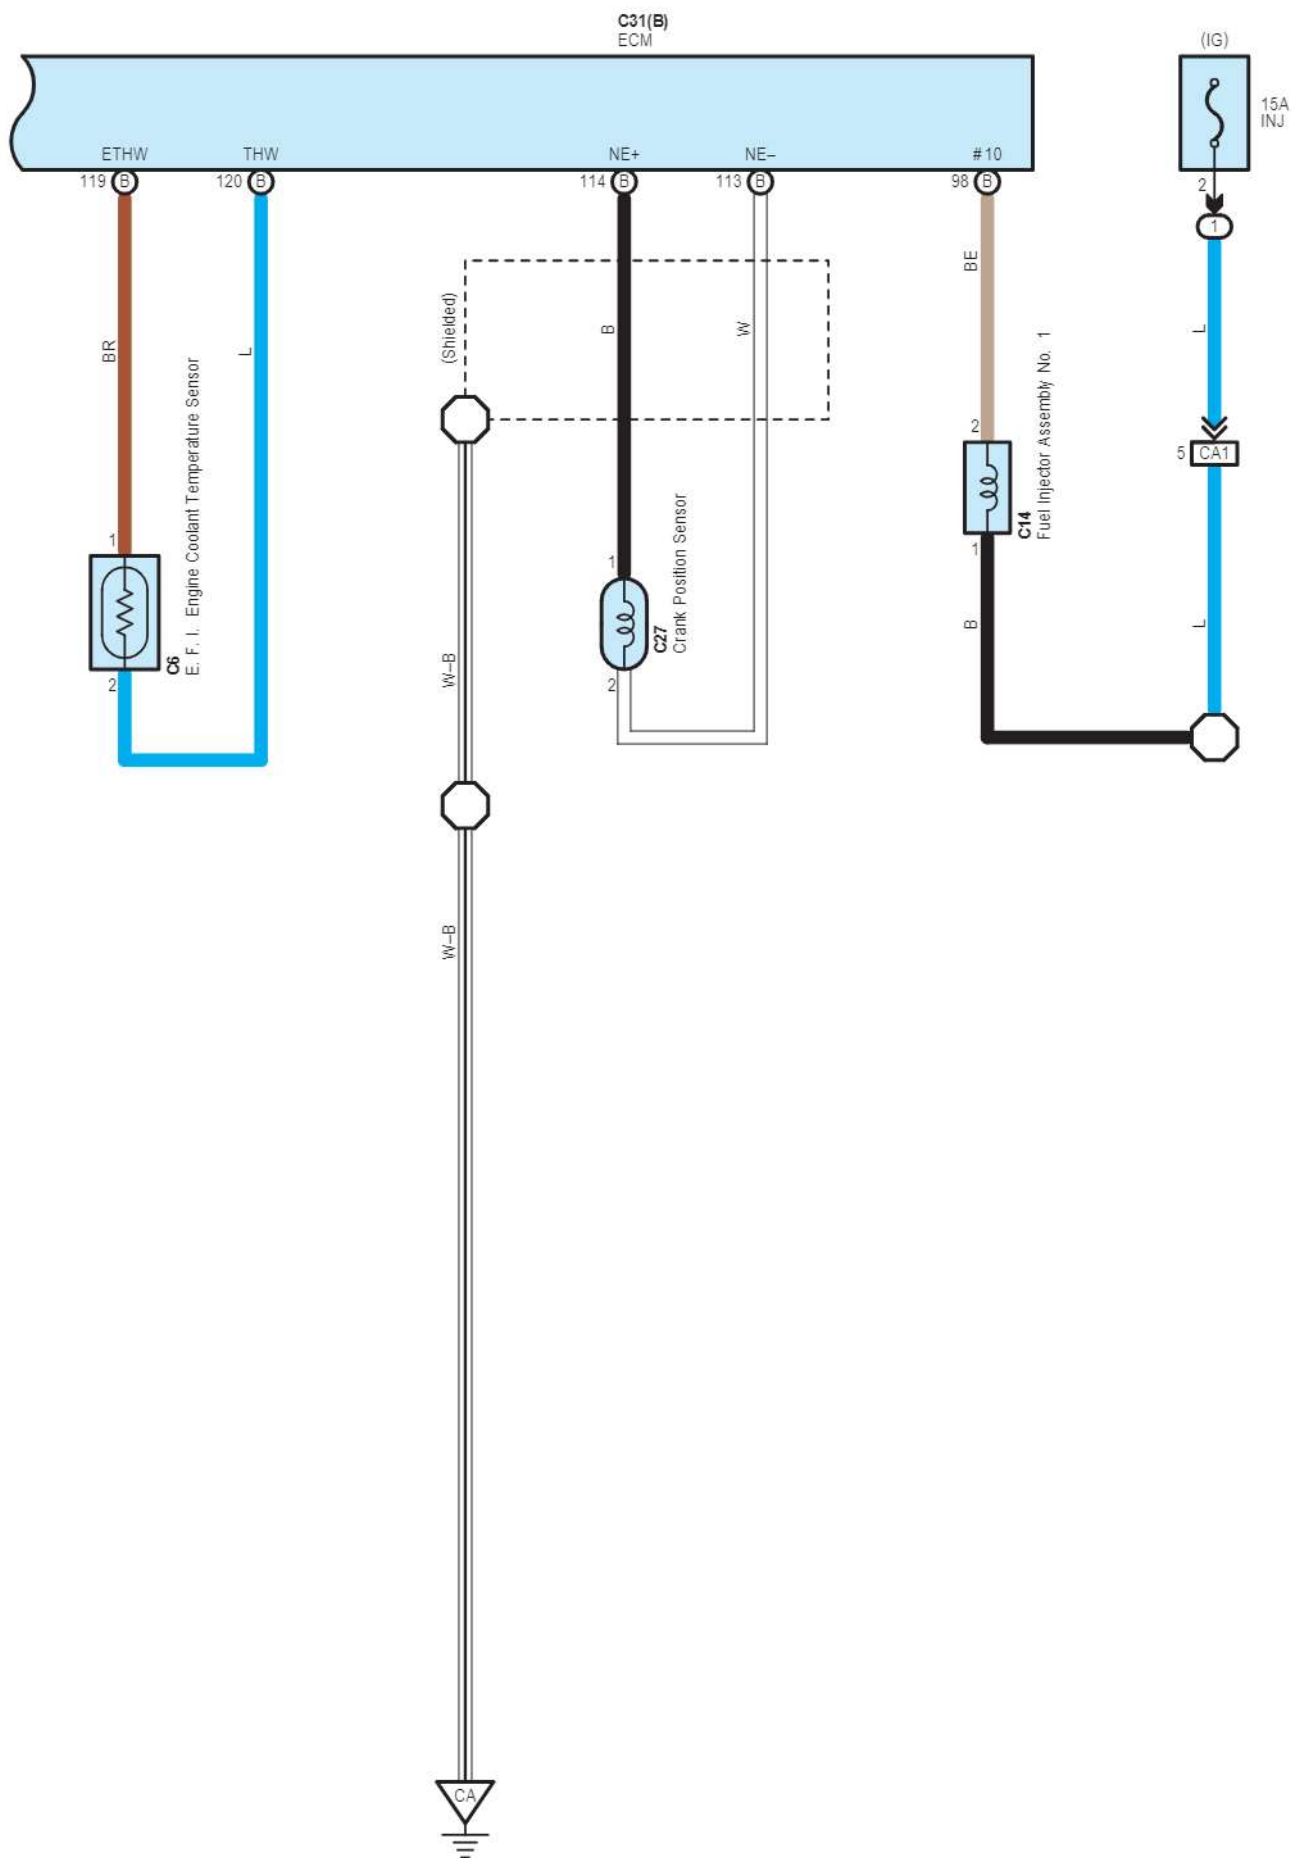 C31(B)
ECM
(IG)
15A
INJ
ETHW
THW
NE+
NE–
#10
119 B
120 B
114 B
113 B
98 B
2
1
BR
L
(Shielded)
B
W
BE
L
2
5 CA1
1
C6
E. F. I. Engine Coolant Temperature Sensor
2
1
C27
Crank Position Sensor
2
C14
Fuel Injector Assembly No. 1
1
B
L
W–B
W–B
CA